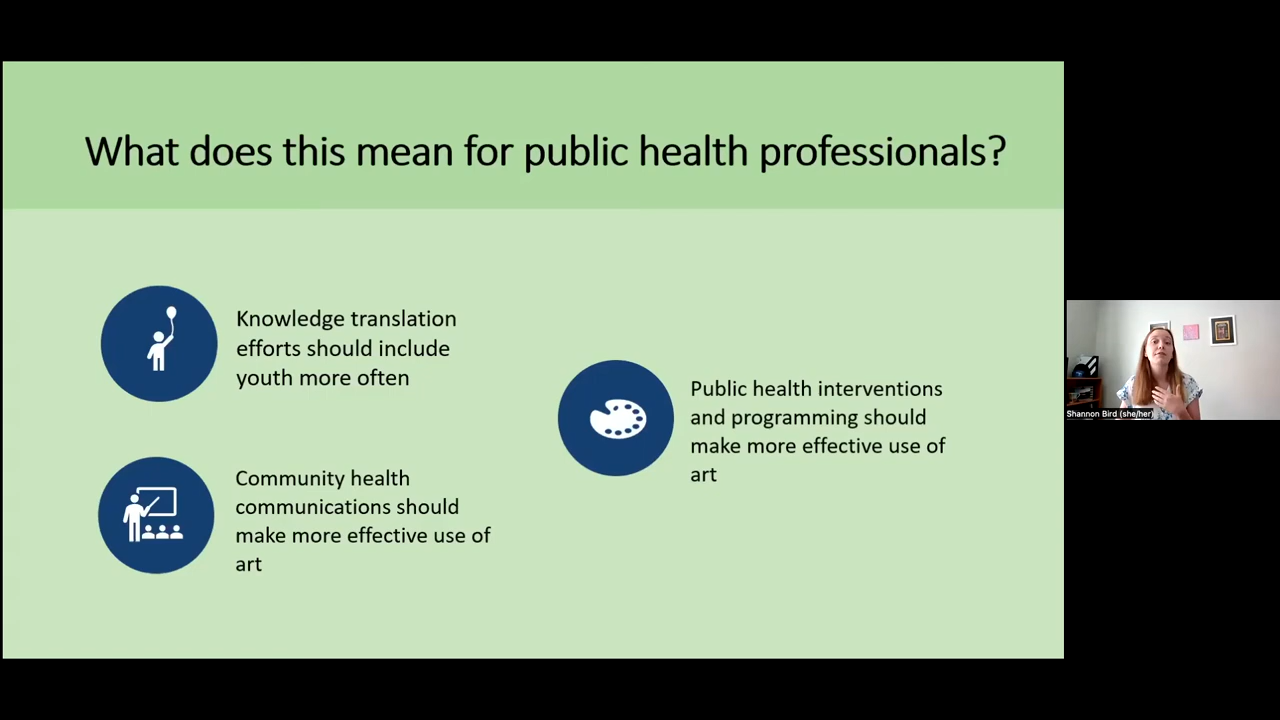 What does this mean for public health professionals?
Knowledge translation
efforts should include
youth more often
Community health
communications should
make more effective use of
art
Public health interventions
and programming should
make more effective use of
art
Shannon Bird (she/her)